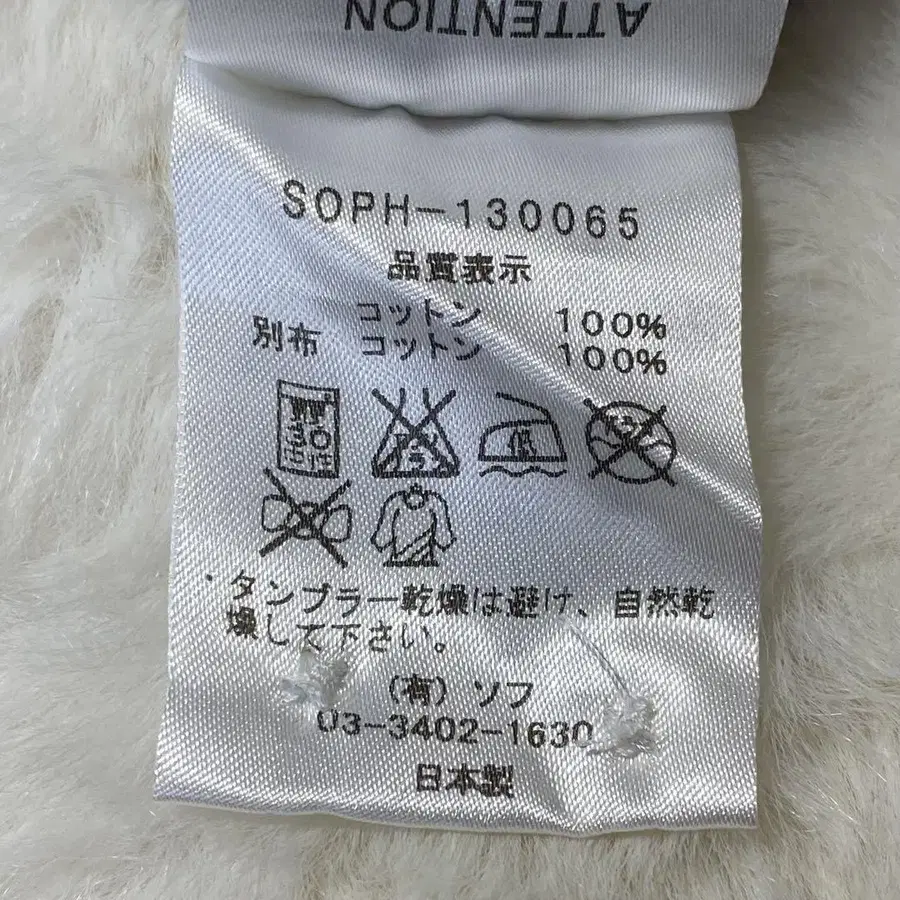 ATTENTION
SOPH-130065
品質表示
コットン 100%
別布 コットン 100%
低
・タンブラー乾燥は避け、自然乾
燥して下さい。
(有) ソフ
03-3402-1630
日本製